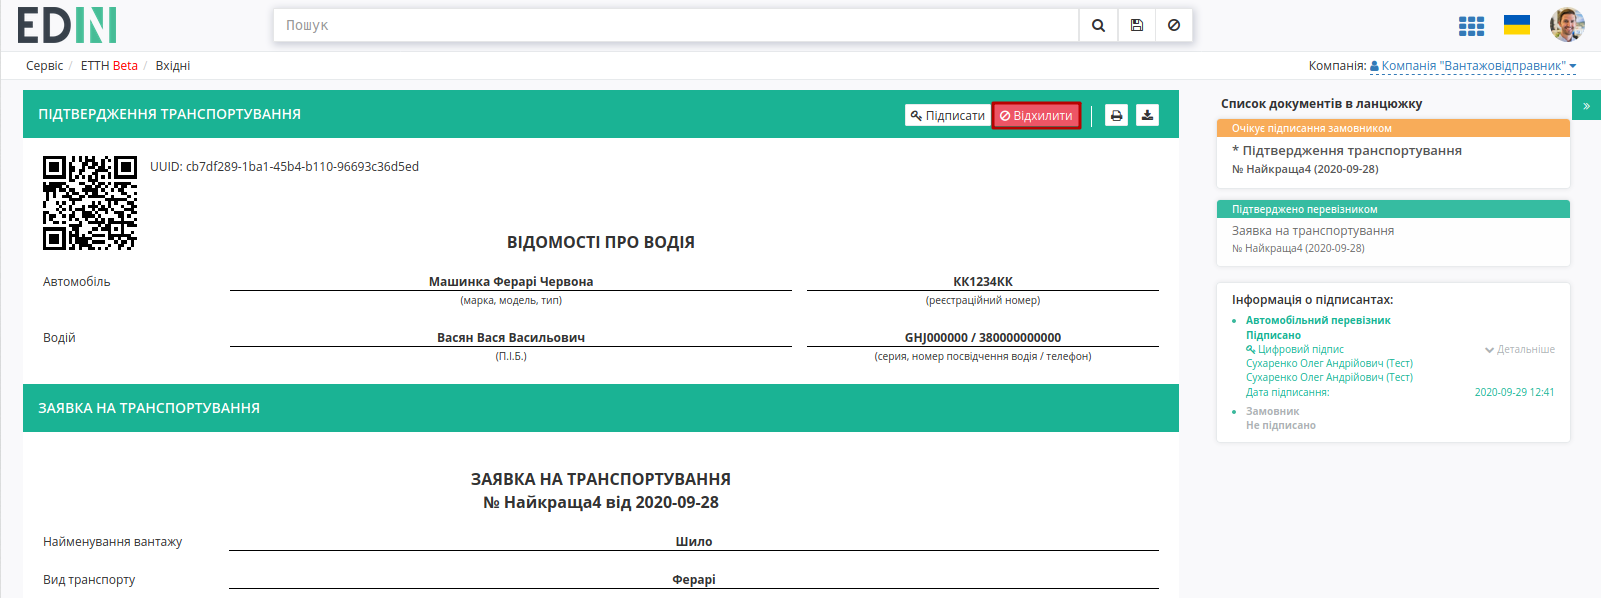 EDIN
Пошук
Сервіс / ЕТТН Beta / Вхідні
Компанія: Компанія "Вантажовідправник"
ПІДТВЕРДЖЕННЯ ТРАНСПОРТУВАННЯ
Підписати
Відхилити
UUID: cb7df289-1ba1-45b4-b110-96693c36d5ed
ВІДОМОСТІ ПРО ВОДІЯ
Автомобіль
Машинка Ферарі Червона
КК1234КК
(марка, модель, тип)
(реєстраційний номер)
Водій
Васян Вася Васильович
GHJ000000 / 380000000000
(П.І.Б.)
(серия, номер посвідчення водія / телефон)
ЗАЯВКА НА ТРАНСПОРТУВАННЯ
ЗАЯВКА НА ТРАНСПОРТУВАННЯ
№ Найкраща4 від 2020-09-28
Найменування вантажу
Шило
Вид транспорту
Ферарі
Список документів в ланцюжку
»
Очікує підписання замовником
* Підтвердження транспортування
№ Найкраща4 (2020-09-28)
Підтверджено перевізником
Заявка на транспортування
№ Найкраща4 (2020-09-28)
Інформація о підписантах:
Автомобільний перевізник
Підписано
Цифровий підпис
Детальніше
Сухаренко Олег Андрійович (Тест)
Сухаренко Олег Андрійович (Тест)
Дата підписання:
2020-09-29 12:41
Замовник
Не підписано